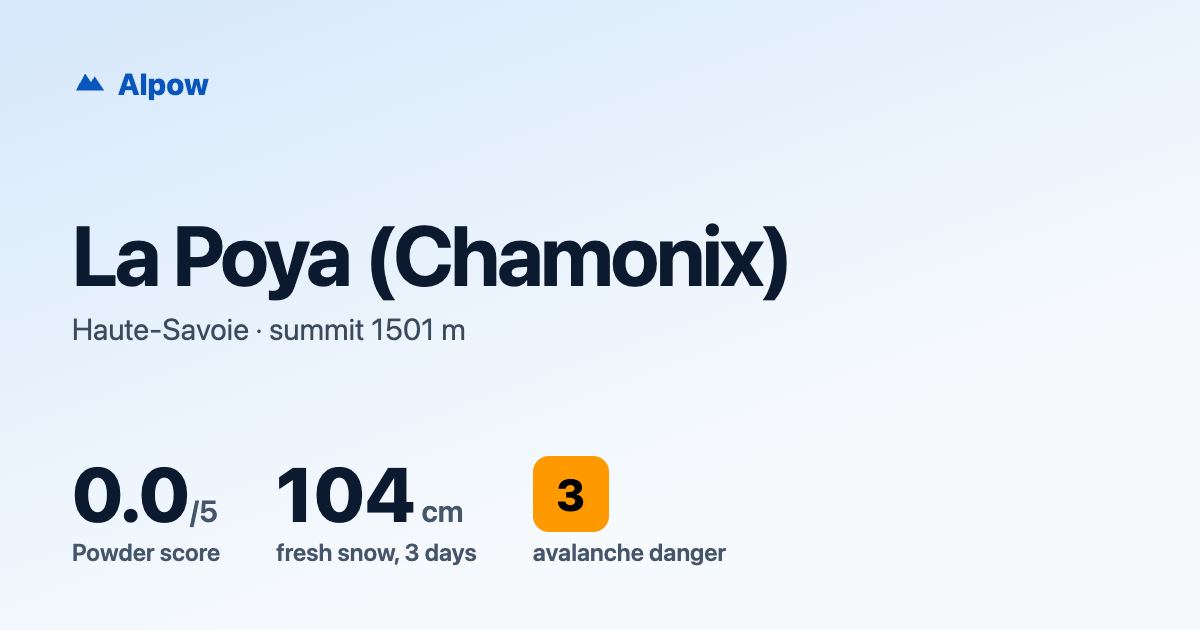 Alpow
La Poya (Chamonix)
Haute-Savoie · summit 1501 m
0.0/5 104 cm 3
Powder score fresh snow, 3 days avalanche danger